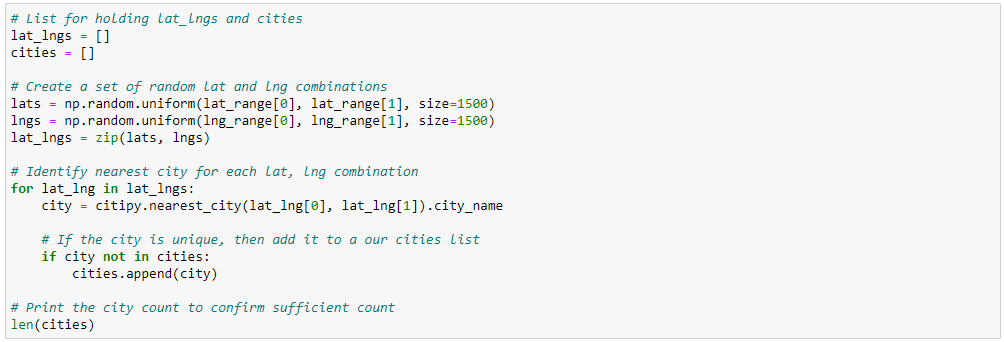 # List for holding lat_lngs and cities
lat_lngs = []
cities = []

# Create a set of random lat and lng combinations
lats = np.random.uniform(lat_range[0], lat_range[1], size=1500)
lngs = np.random.uniform(lng_range[0], lng_range[1], size=1500)
lat_lngs = zip(lats, lngs)

# Identify nearest city for each lat, lng combination
for lat_lng in lat_lngs:
    city = citipy.nearest_city(lat_lng[0], lat_lng[1]).city_name

    # If the city is unique, then add it to a our cities list
    if city not in cities:
        cities.append(city)

# Print the city count to confirm sufficient count
len(cities)